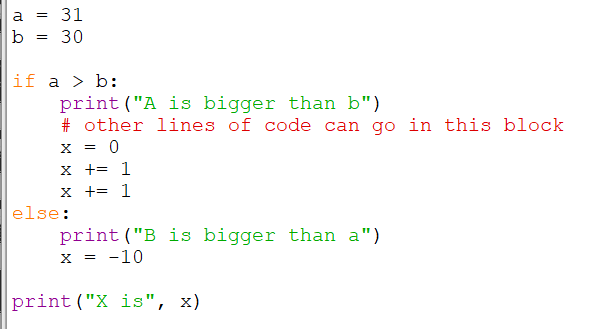 a = 31
b = 30

if a > b:
    print("A is bigger than b")
    # other lines of code can go in this block
    x = 0
    x += 1
    x += 1
else:
    print("B is bigger than a")
    x = -10

print("X is", x)